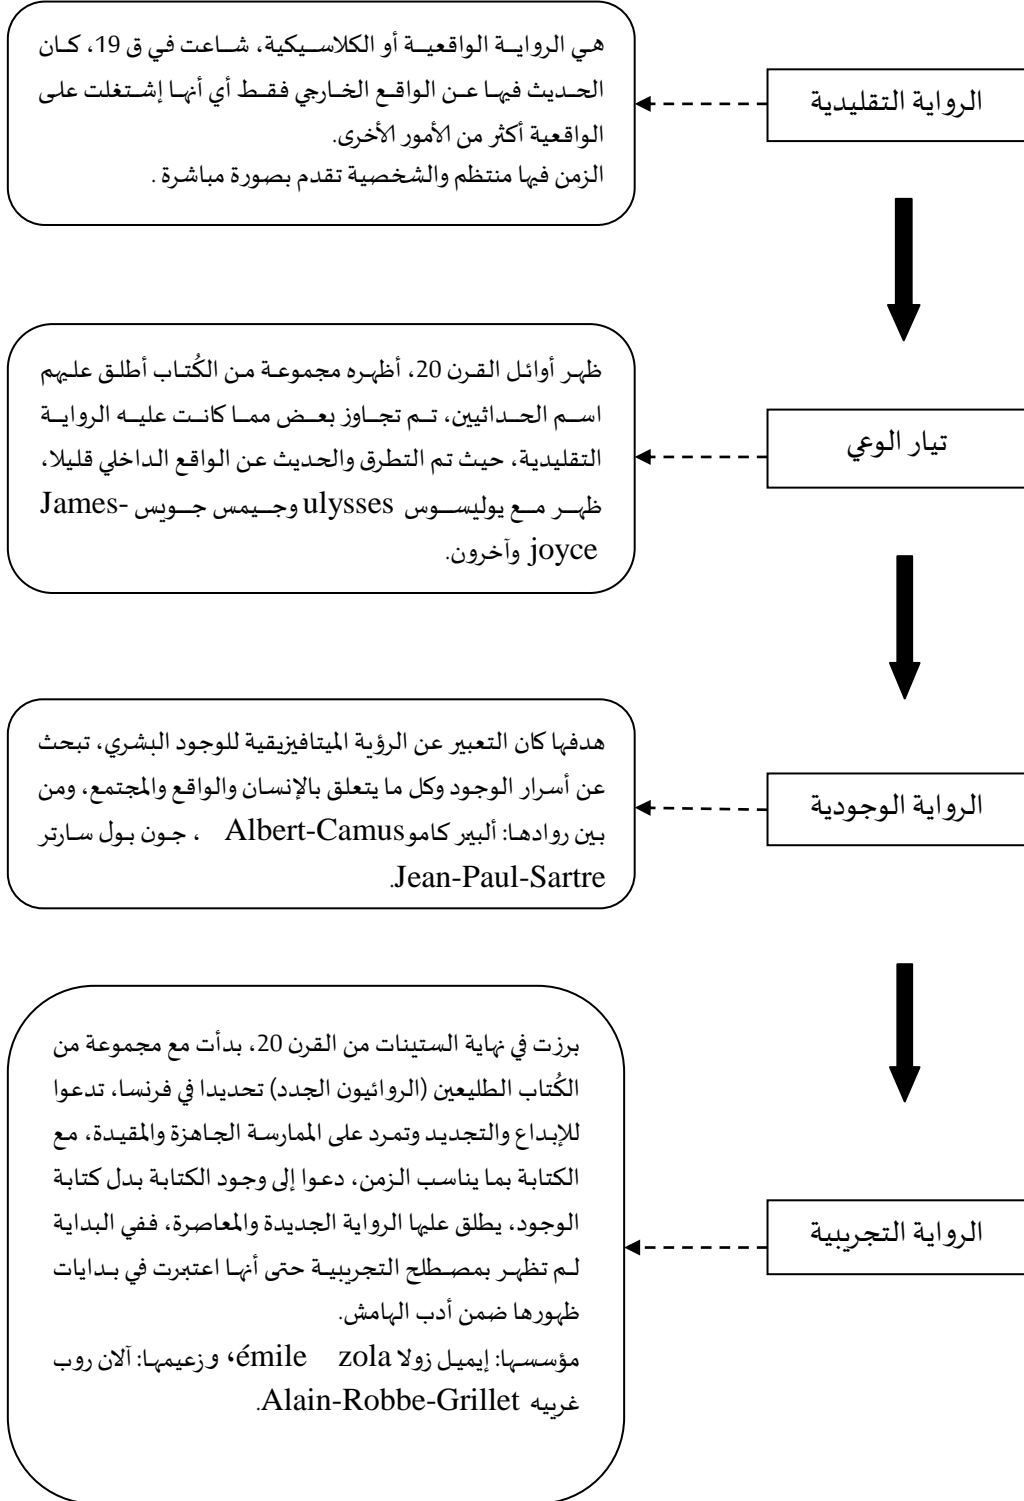 الرواية التقليدية
هي الرواية الواقعية أو الكلاسيكية، شاعت في ق 19، كان
الحديث فيها عن الواقع الخارجي فقط أي أنها إشتغلت على
الواقعية أكثر من الأمور الأخرى.
الزمن فيها منتظم والشخصية تقدم بصورة مباشرة .
تيار الوعي
ظهر أوائل القرن 20، أظهره مجموعة من الكُتاب أطلق عليهم
اسم الحداثيين، تم تجاوز بعض مما كانت عليه الرواية
التقليدية، حيث تم التطرق والحديث عن الواقع الداخلي قليلا،
ظهر مع يوليسوس ulysses وجيمس جويس James-
joyce وآخرون.
الرواية الوجودية
هدفها كان التعبير عن الرؤية الميتافيزيقية للوجود البشري، تبحث
عن أسرار الوجود وكل ما يتعلق بالإنسان والواقع والمجتمع، ومن
بين روادها: ألبير كامو Albert-Camus ، جون بول سارتر
Jean-Paul-Sartre.
الرواية التجريبية
برزت في نهاية الستينات من القرن 20، بدأت مع مجموعة من
الكُتاب الطليعين (الروائيون الجدد) تحديدا في فرنسا، تدعوا
للإبداع والتجديد وتمرد على الممارسة الجاهزة والمقيدة، مع
الكتابة بما يناسب الزمن، دعوا إلى وجود الكتابة بدل كتابة
الوجود، يطلق عليها الرواية الجديدة والمعاصرة، ففي البداية
لم تظهر بمصطلح التجريبية حتى أنها اعتبرت في بدايات
ظهورها ضمن أدب الهامش.
مؤسسها: إيميل زولا émile zola، وزعيمها: آلان روب
غرييه Alain-Robbe-Grillet.